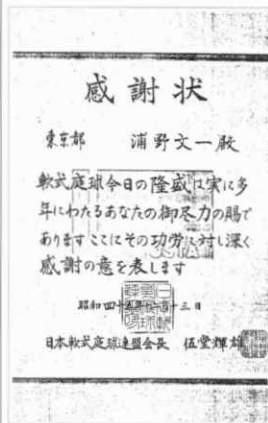 感謝状
東京都 浦野文一殿
軟式庭球今日の隆盛は実に多
年にわたるあなたの御尽力の賜で
ありますここにその功労に対し深く
感謝の意を表します
昭和四十 十三日
日本軟式庭球連盟会長 伍堂輝雄